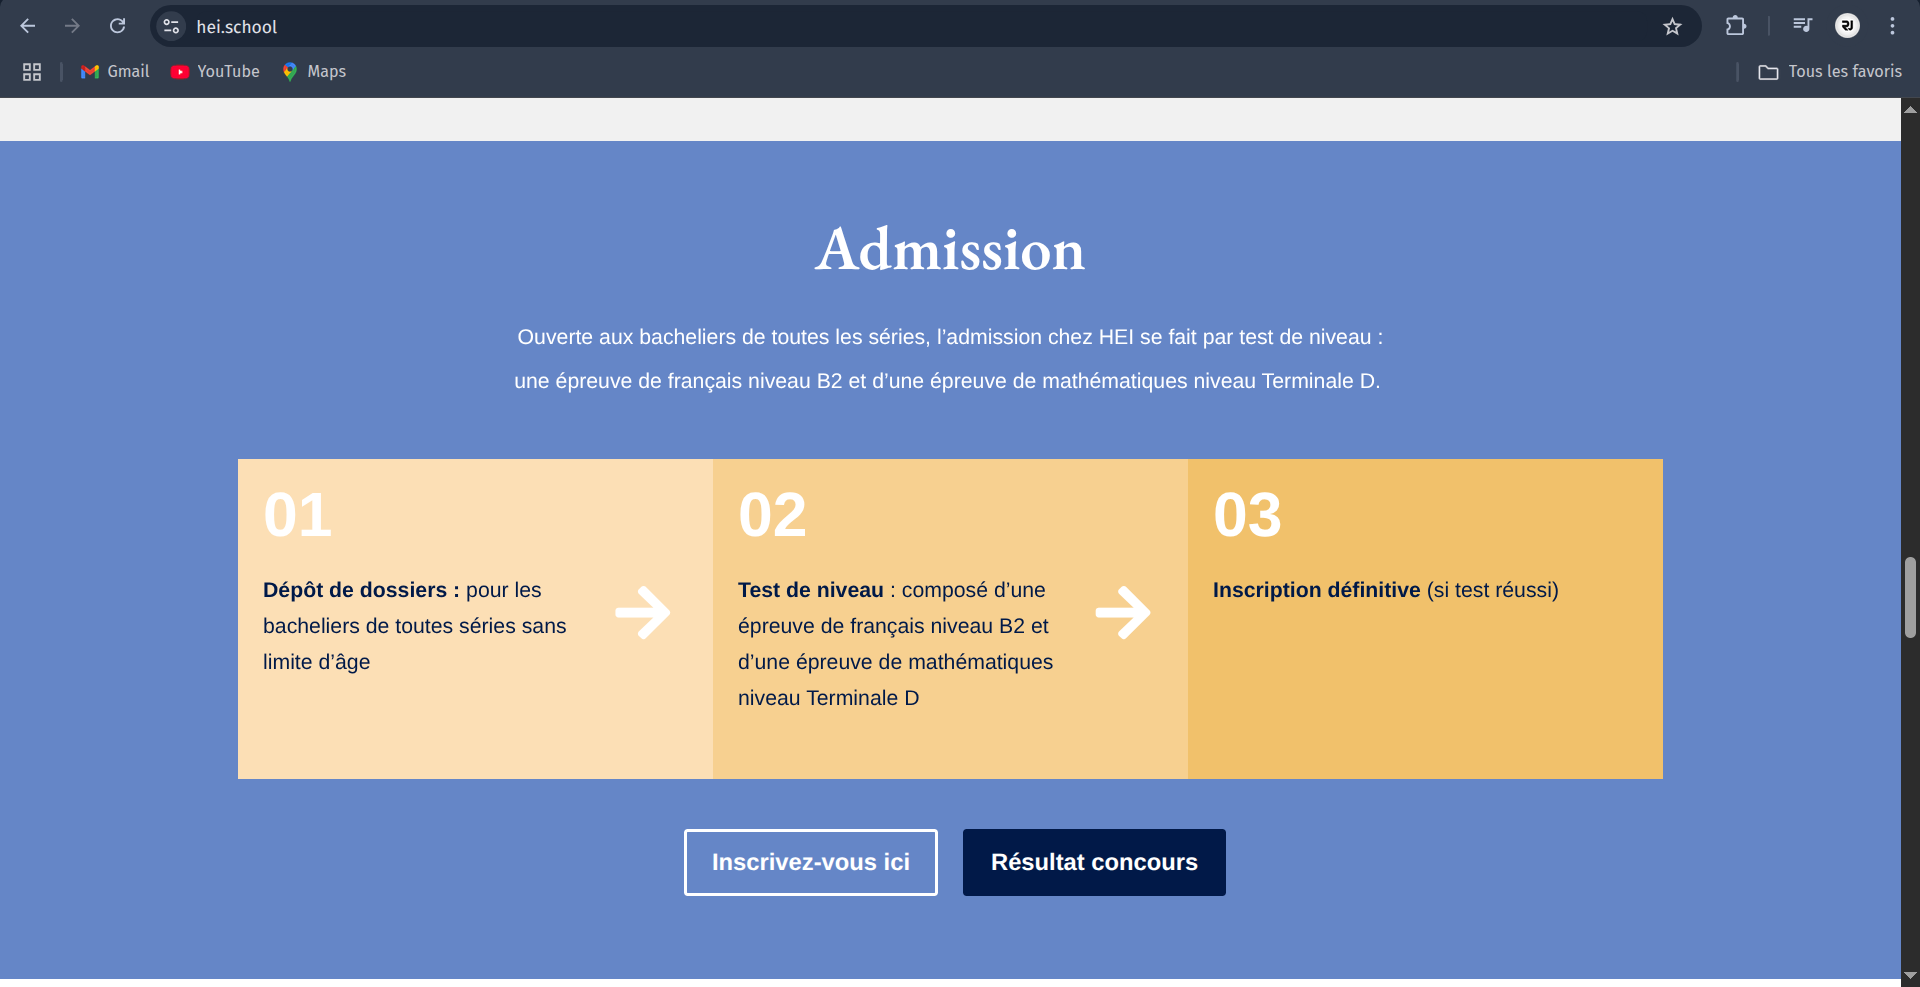 hei.school
Gmail
YouTube
Maps
Tous les favoris
Admission
Ouverte aux bacheliers de toutes les séries, l’admission chez HEI se fait par test de niveau :
une épreuve de français niveau B2 et d’une épreuve de mathématiques niveau Terminale D.
01
Dépôt de dossiers : pour les
bacheliers de toutes séries sans
limite d’âge
02
Test de niveau : composé d’une
épreuve de français niveau B2 et
d’une épreuve de mathématiques
niveau Terminale D
03
Inscription définitive (si test réussi)
Inscrivez-vous ici
Résultat concours